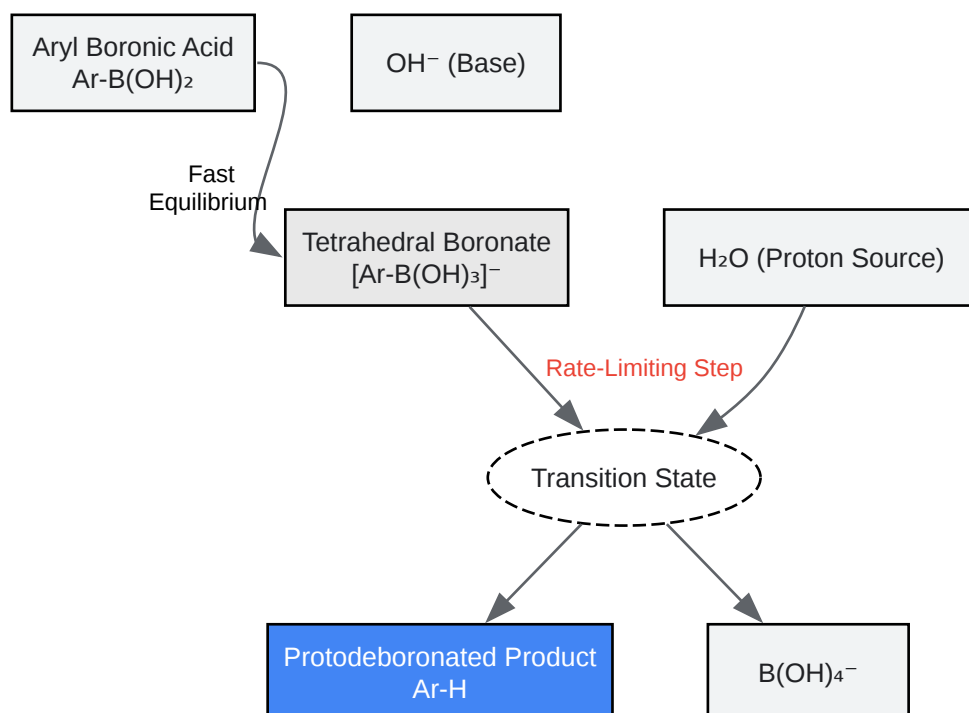 Aryl Boronic Acid
Ar-B(OH)₂
OH⁻ (Base)
Fast
Equilibrium
Tetrahedral Boronate
[Ar-B(OH)₃]⁻
H₂O (Proton Source)
Rate-Limiting Step
Transition State
Protodeboronated Product
Ar-H
B(OH)₄⁻